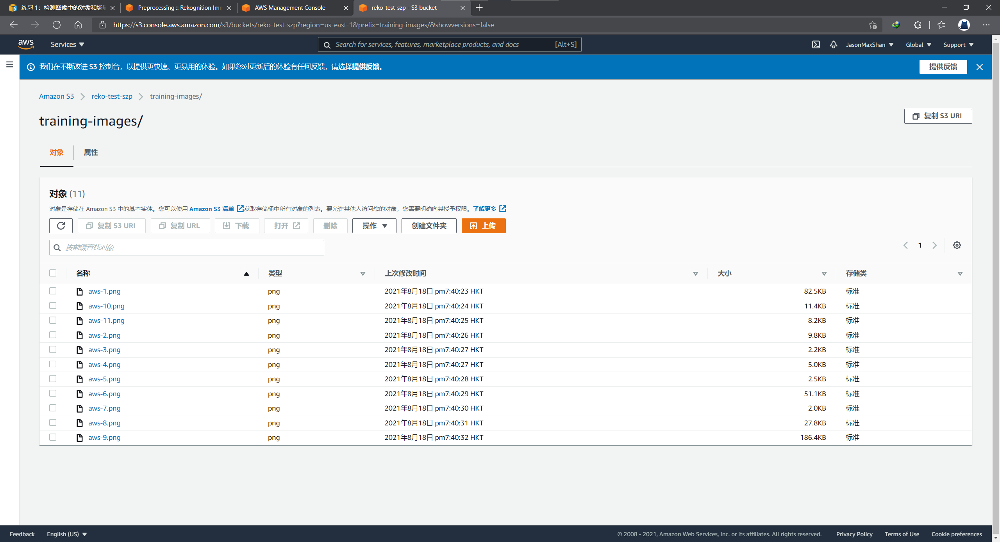 练习 1：检测图像中的对象和场景
Preprocessing :: Rekognition Imm
AWS Management Console
reko-test-szp - S3 bucket
https://s3.console.aws.amazon.com/s3/buckets/reko-test-szp?region=us-east-1&prefix=training-images/&showversions=false
aws
Services
Search for services, features, marketplace products, and docs
[Alt+S]
JasonMaxShan
Global
Support
我们在不断改进 S3 控制台，以提供更快速、更易用的体验。如果您对更新后的体验有任何反馈，请选择提供反馈。
提供反馈
Amazon S3
reko-test-szp
training-images/
training-images/
复制 S3 URI
对象
属性
对象 (11)
对象是存储在 Amazon S3 中的基本实体。您可以使用 Amazon S3 清单 获取存储桶中所有对象的列表。要允许其他人访问您的对象，您需要明确向其授予权限。了解更多
复制 S3 URI
复制 URL
下载
打开
删除
操作
创建文件夹
上传
按前缀查找对象
1
名称 类型 上次修改时间 大小 存储类
aws-1.png png 2021年8月18日 pm7:40:23 HKT 82.5KB 标准
aws-10.png png 2021年8月18日 pm7:40:24 HKT 11.4KB 标准
aws-11.png png 2021年8月18日 pm7:40:25 HKT 8.2KB 标准
aws-2.png png 2021年8月18日 pm7:40:26 HKT 9.8KB 标准
aws-3.png png 2021年8月18日 pm7:40:27 HKT 2.2KB 标准
aws-4.png png 2021年8月18日 pm7:40:27 HKT 5.0KB 标准
aws-5.png png 2021年8月18日 pm7:40:28 HKT 2.5KB 标准
aws-6.png png 2021年8月18日 pm7:40:29 HKT 51.1KB 标准
aws-7.png png 2021年8月18日 pm7:40:30 HKT 2.0KB 标准
aws-8.png png 2021年8月18日 pm7:40:31 HKT 27.8KB 标准
aws-9.png png 2021年8月18日 pm7:40:32 HKT 186.4KB 标准
Feedback
English (US)
© 2008 - 2021, Amazon Web Services, Inc. or its affiliates. All rights reserved.
Privacy Policy
Terms of Use
Cookie preferences